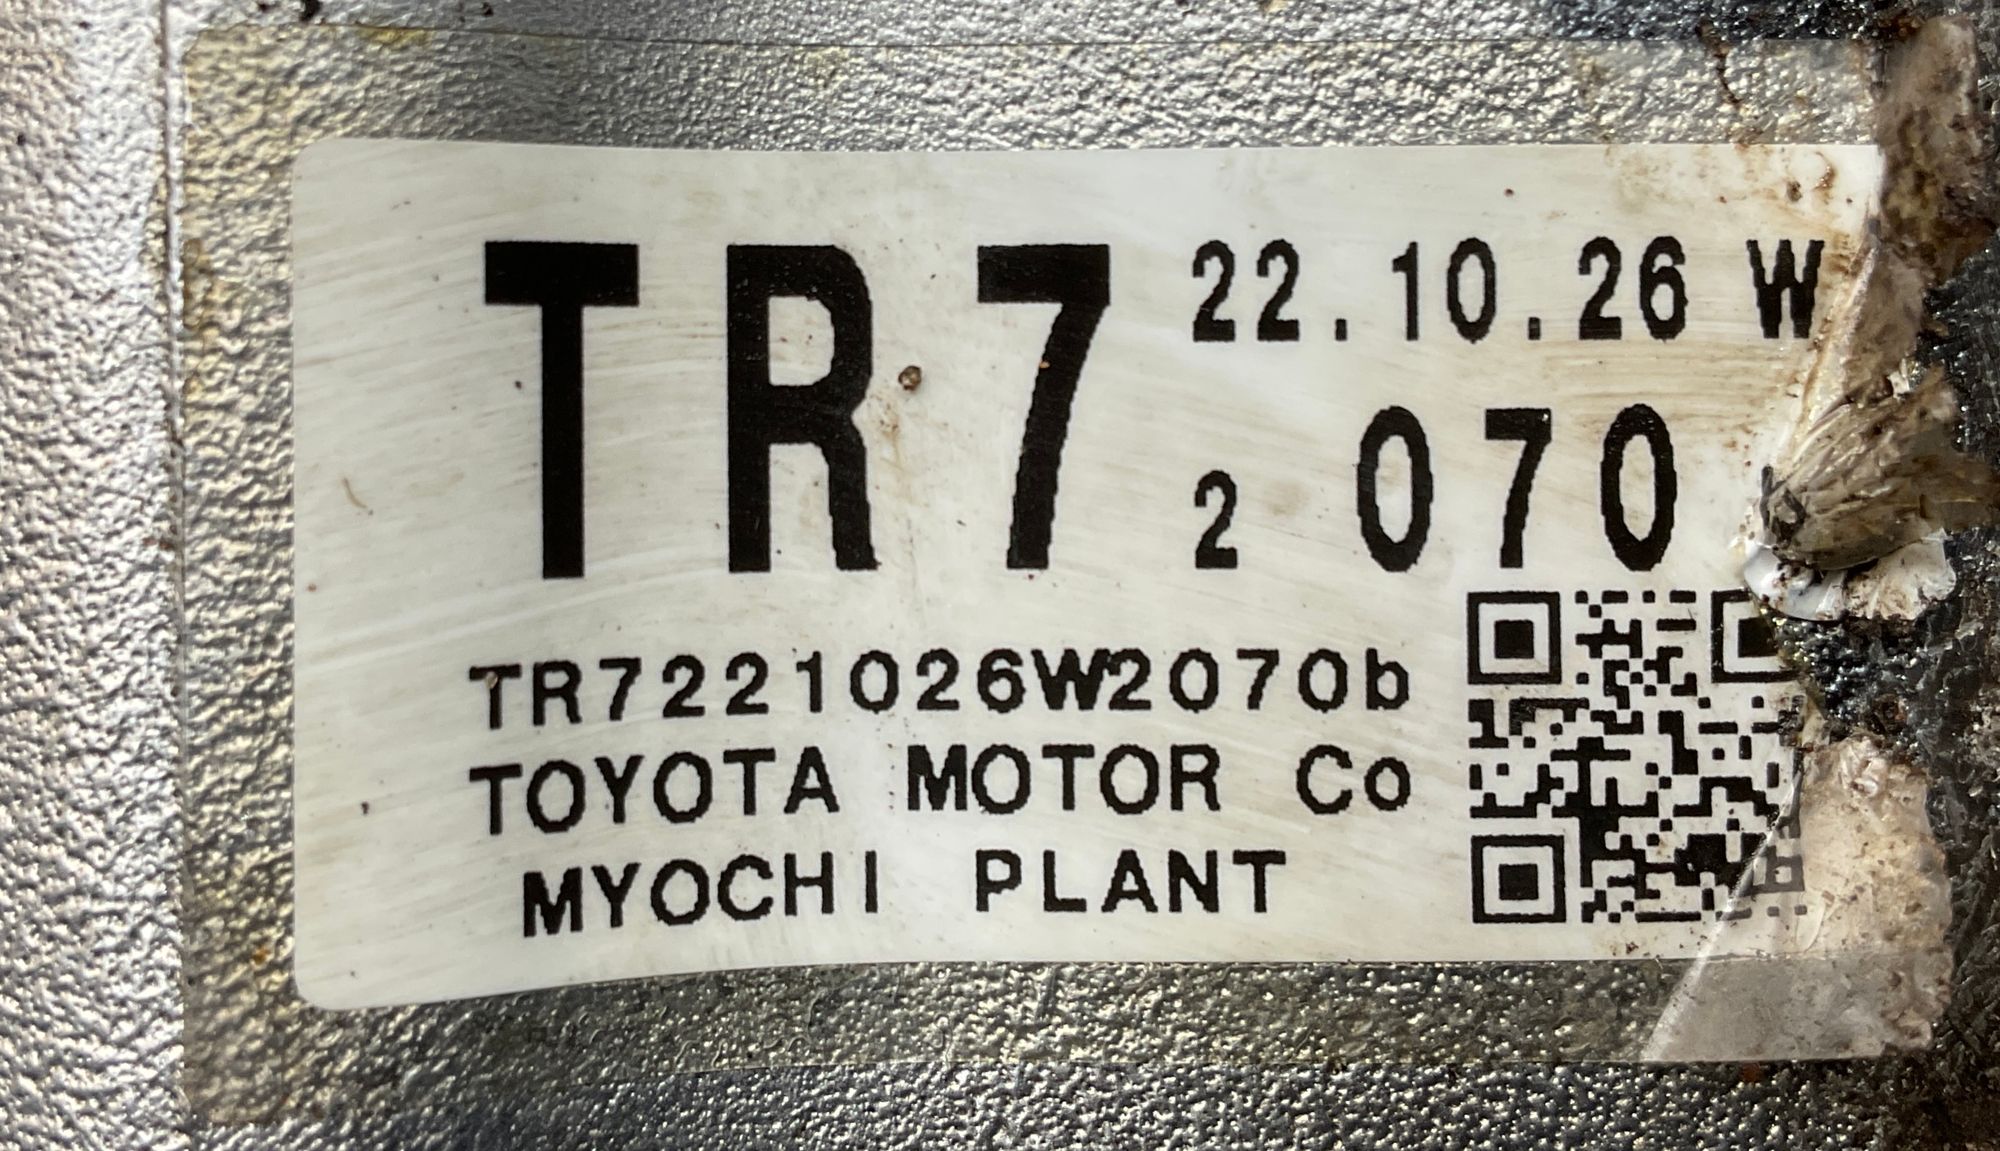 TR7 22.10.26 W
2 070
TR7221026W2070b
TOYOTA MOTOR Co
MYOCHI PLANT